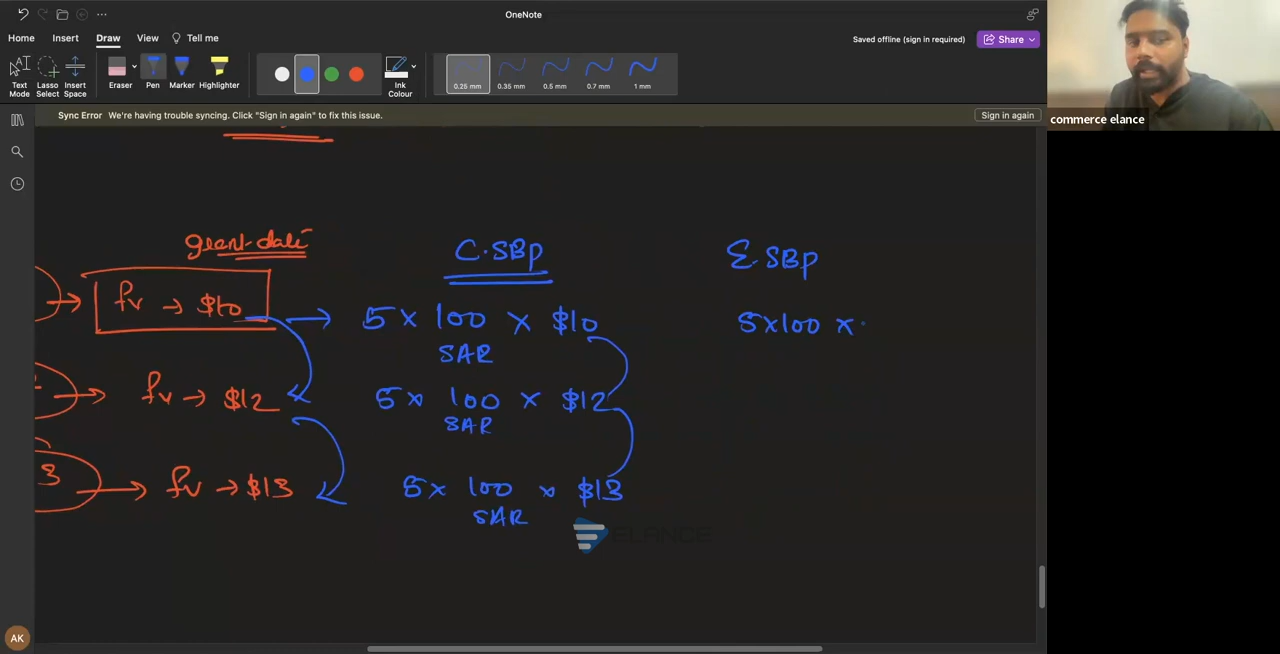 OneNote
Home Insert Draw View Tell me
Saved offline (sign in required) Share
Text Mode
Lasso Select
Insert Space
Eraser
Pen
Marker
Highlighter
Ink Colour
0.25 mm
0.35 mm
0.5 mm
0.7 mm
1 mm
Sync Error We're having trouble syncing. Click "Sign in again" to fix this issue.
Sign in again
commerce elance
grant date
C.SBP
E.SBP
fv → $10 → 5 × 100 × $10
SAR
5×100 ×
→ fv → $12
5 × 100 × $12
SAR
3 → fv → $13
5 × 100 × $13
SAR
ELANCE
AK